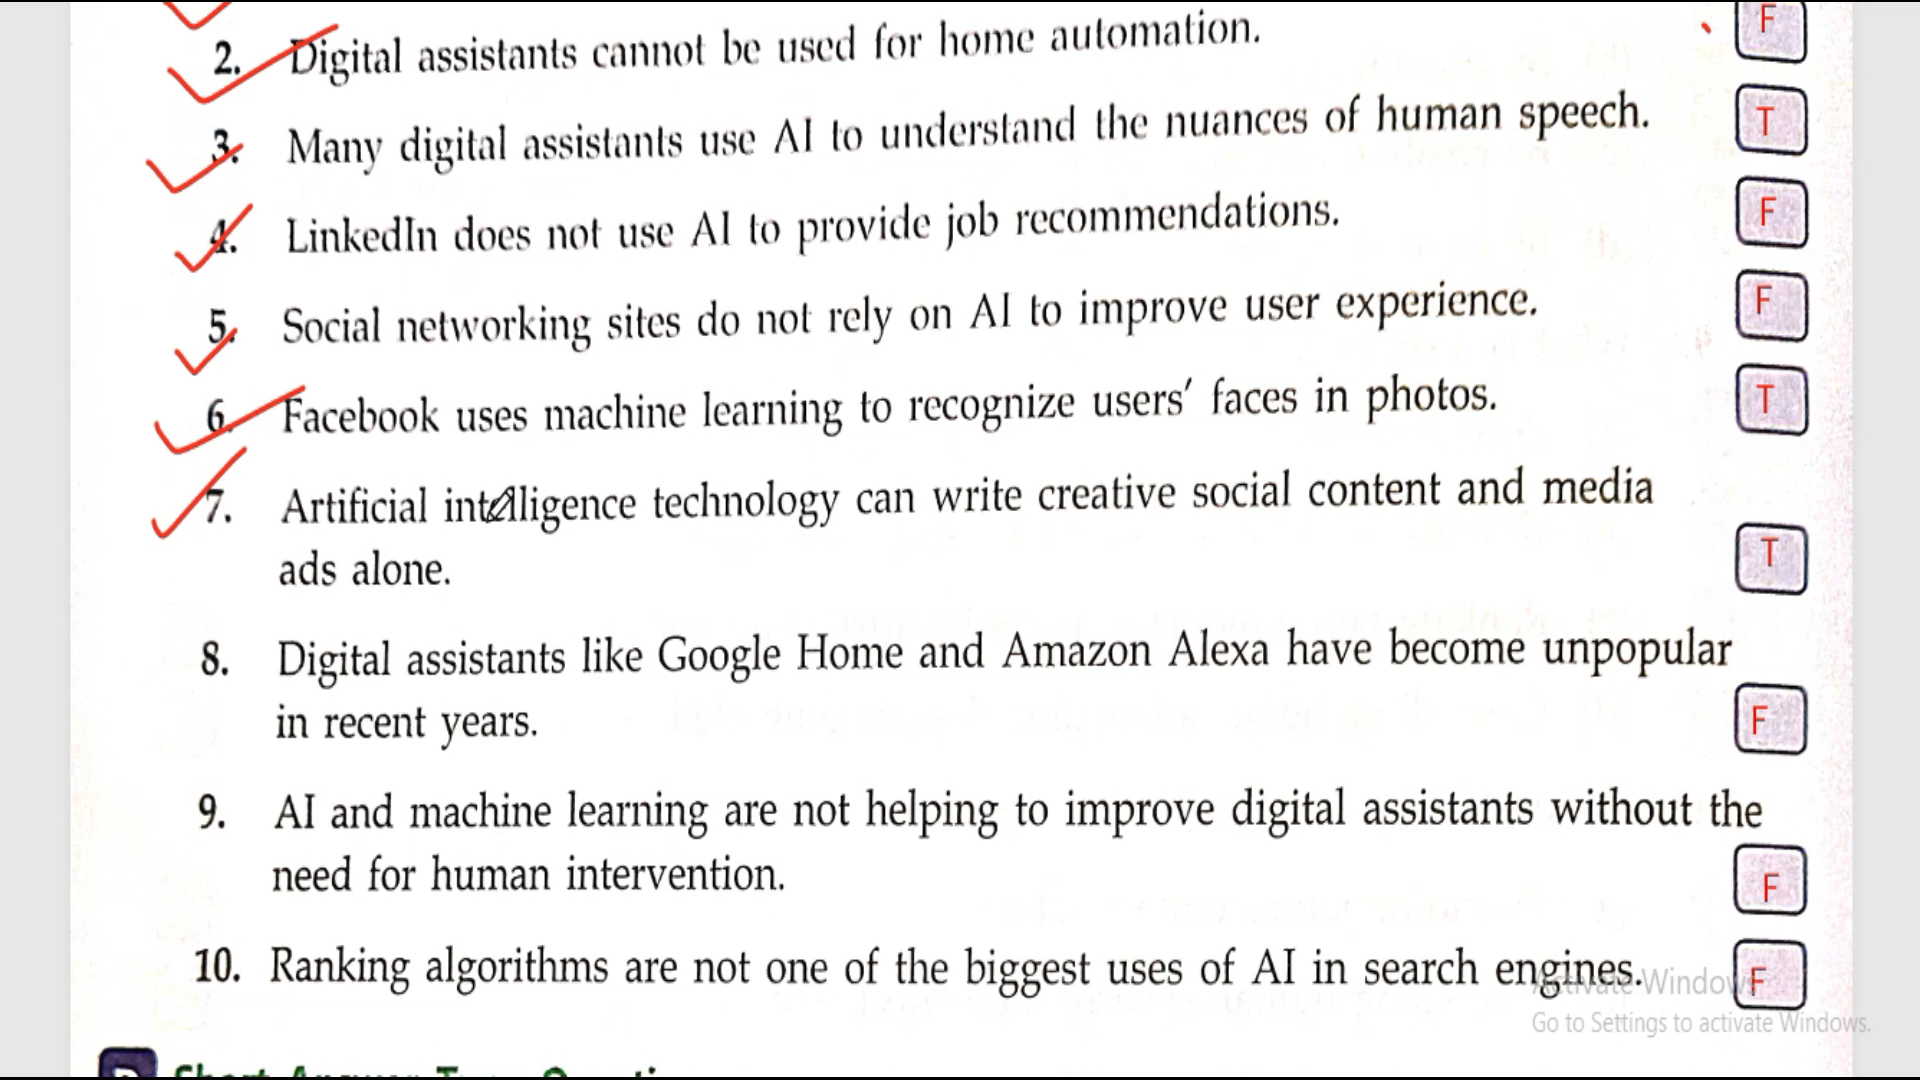 F
2. Digital assistants cannot be used for home automation.
3. Many digital assistants use AI to understand the nuances of human speech. T
4. LinkedIn does not use AI to provide job recommendations. F
5. Social networking sites do not rely on AI to improve user experience. F
6. Facebook uses machine learning to recognize users' faces in photos. T
7. Artificial intelligence technology can write creative social content and media
ads alone. T
8. Digital assistants like Google Home and Amazon Alexa have become unpopular
in recent years. F
9. AI and machine learning are not helping to improve digital assistants without the
need for human intervention. F
10. Ranking algorithms are not one of the biggest uses of AI in search engines. F
Activate Windows
Go to Settings to activate Windows.